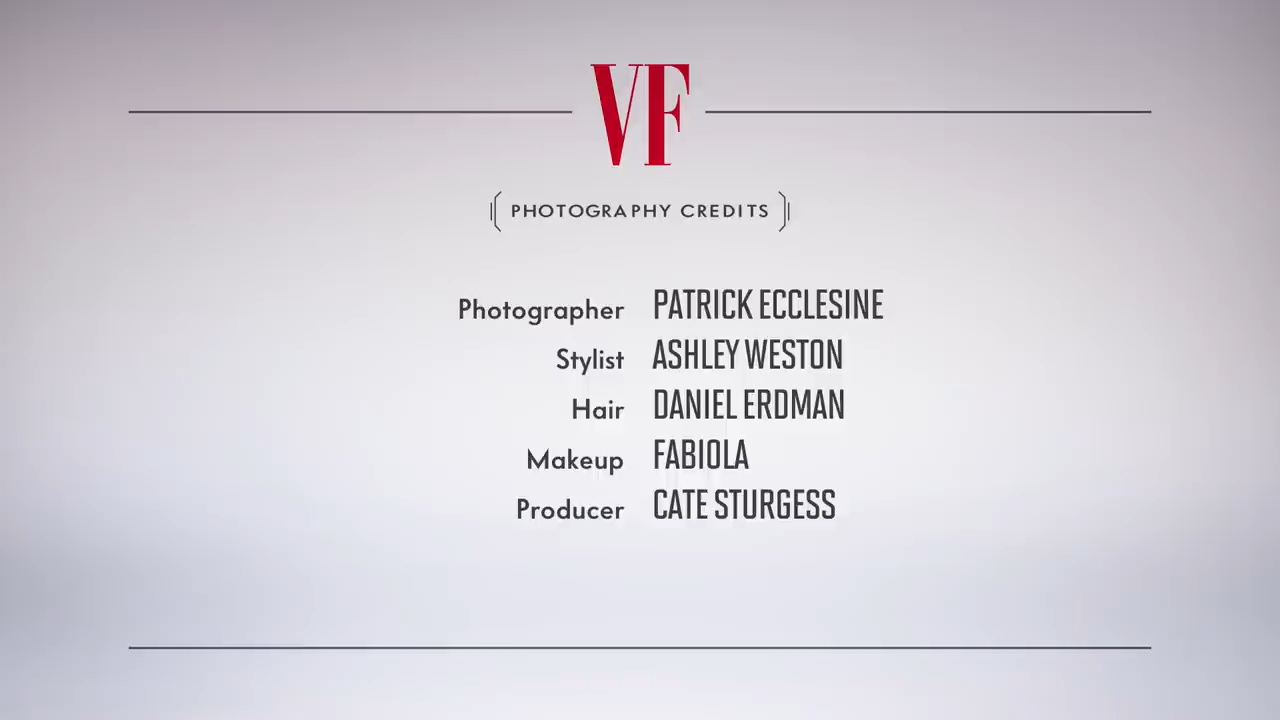 VF
PHOTOGRAPHY CREDITS
Photographer PATRICK ECCLESINE
Stylist ASHLEY WESTON
Hair DANIEL ERDMAN
Makeup FABIOLA
Producer CATE STURGESS